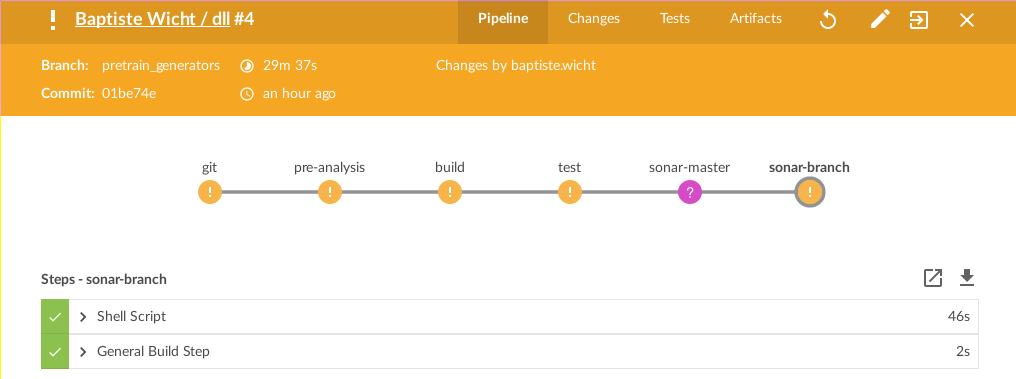 ! Baptiste Wicht / dll #4 Pipeline Changes Tests Artifacts
Branch: pretrain_generators 29m 37s Changes by baptiste.wicht
Commit: 01be74e an hour ago
git pre-analysis build test sonar-master sonar-branch
! ! ! ! ? !
Steps - sonar-branch
Shell Script 46s
General Build Step 2s